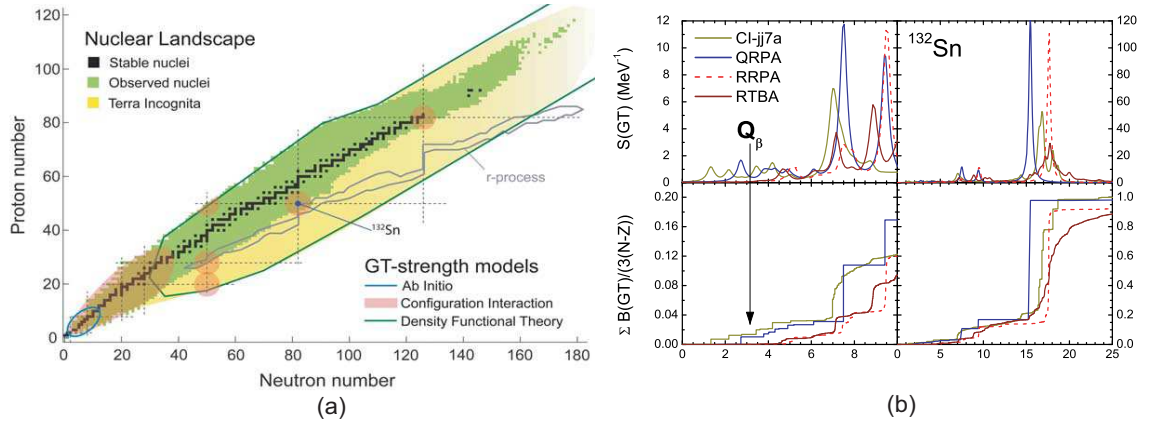 120
100
80
60
40
20
0
Proton number
Nuclear Landscape
Stable nuclei
Observed nuclei
Terra Incognita
r-process
¹³²Sn
GT-strength models
Ab Initio
Configuration Interaction
Density Functional Theory
0 20 40 60 80 100 120 140 160 180
Neutron number
(a)
S(GT) (MeV⁻¹)
12
10
8
6
4
2
0
CI-jj7a
QRPA
RRPA
RTBA
Qβ
¹³²Sn
120
100
80
60
40
20
0
Σ B(GT)/(3(N-Z))
0.20
0.16
0.12
0.08
0.04
0.00
1.0
0.8
0.6
0.4
0.2
0.0
0 2 4 6 8 0 5 10 15 20 25
(b)